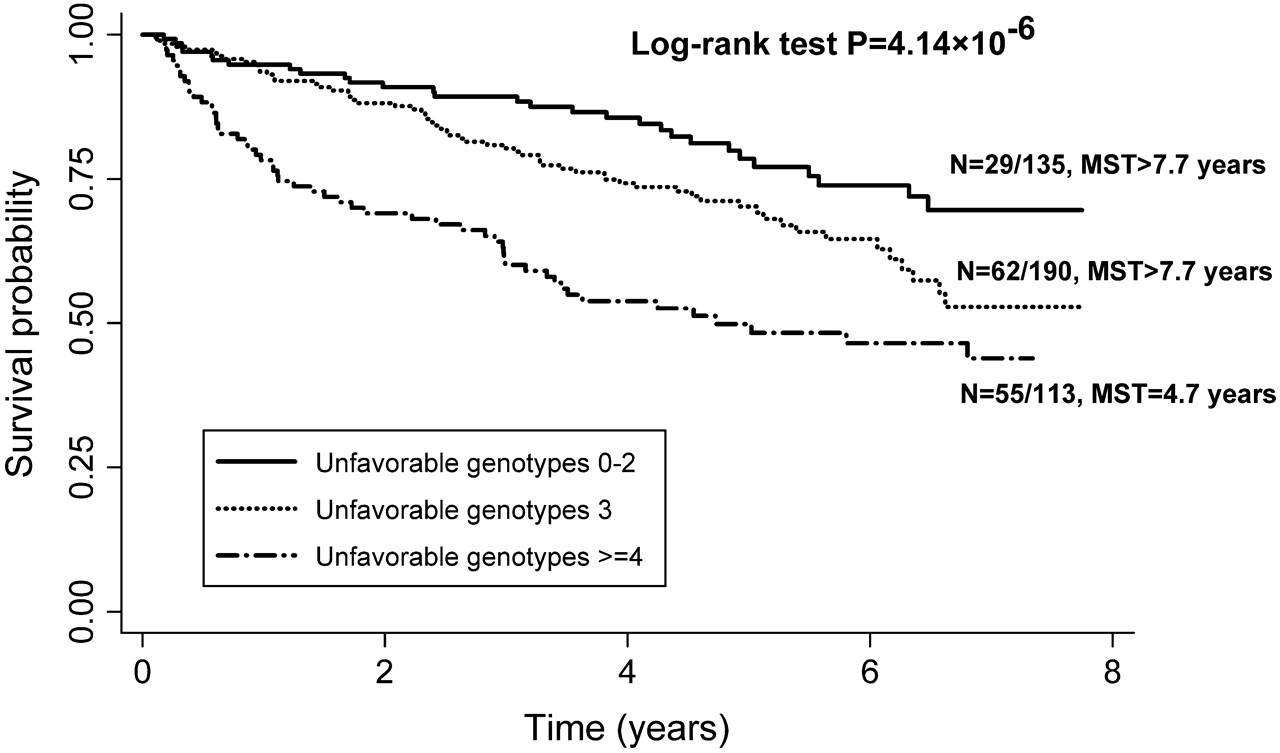 Log-rank test P=4.14×10-6
1.00
0.75
0.50
0.25
0.00
Survival probability
N=29/135, MST>7.7 years
N=62/190, MST>7.7 years
N=55/113, MST=4.7 years
Unfavorable genotypes 0-2
Unfavorable genotypes 3
Unfavorable genotypes >=4
0 2 4 6 8
Time (years)